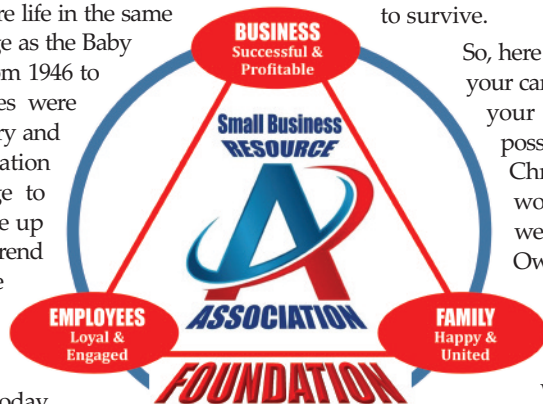 re life in the same
ge as the Baby
om 1946 to
es were
ry and
ation
ge to
e up
rend
e
oday
to survive.
So, here
your car
your
poss
Chr
wo
we
Ow
BUSINESS
Successful &
Profitable
Small Business
RESOURCE
A
ASSOCIATION
EMPLOYEES
Loyal &
Engaged
FAMILY
Happy &
United
FOUNDATION